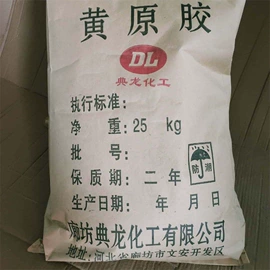 黄原胶
DL
典龙化工
执行标准：
净 重：25 kg
批 号：
保 质 期：二 年
防潮
生产日期： 年 月 日
廊坊典龙化工有限公司
地址：河北省廊坊市文安开发区